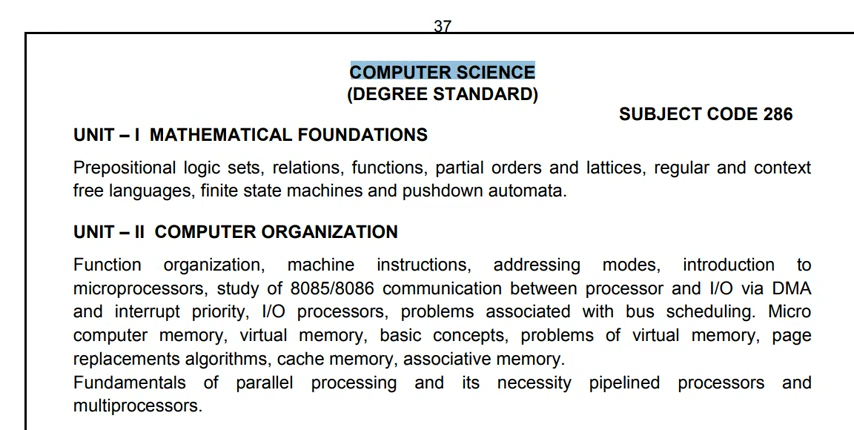 37
COMPUTER SCIENCE
(DEGREE STANDARD)
SUBJECT CODE 286
UNIT – I  MATHEMATICAL FOUNDATIONS
Prepositional logic sets, relations, functions, partial orders and lattices, regular and context
free languages, finite state machines and pushdown automata.
UNIT – II  COMPUTER ORGANIZATION
Function organization, machine instructions, addressing modes, introduction to
microprocessors, study of 8085/8086 communication between processor and I/O via DMA
and interrupt priority, I/O processors, problems associated with bus scheduling. Micro
computer memory, virtual memory, basic concepts, problems of virtual memory, page
replacements algorithms, cache memory, associative memory.
Fundamentals of parallel processing and its necessity pipelined processors and
multiprocessors.